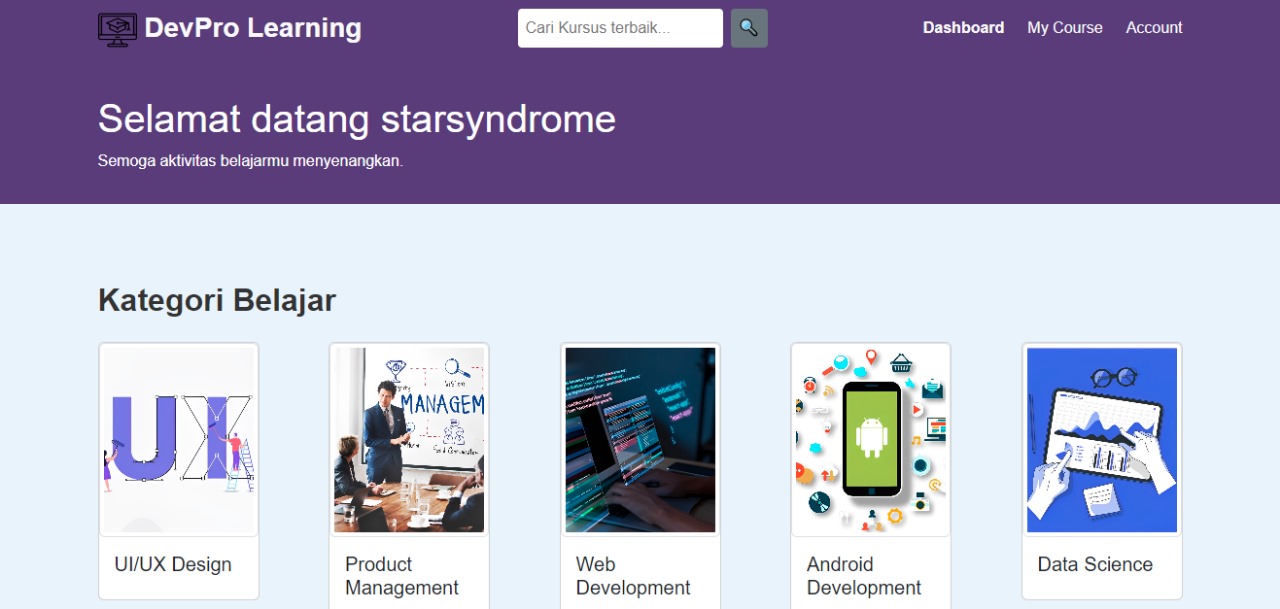 DevPro Learning
Cari Kursus terbaik...
Dashboard
My Course
Account
Selamat datang starsyndrome
Semoga aktivitas belajarmu menyenangkan.
Kategori Belajar
UX
VISION
MANAGEM
UI/UX Design
Product
Management
Web
Development
Android
Development
Data Science